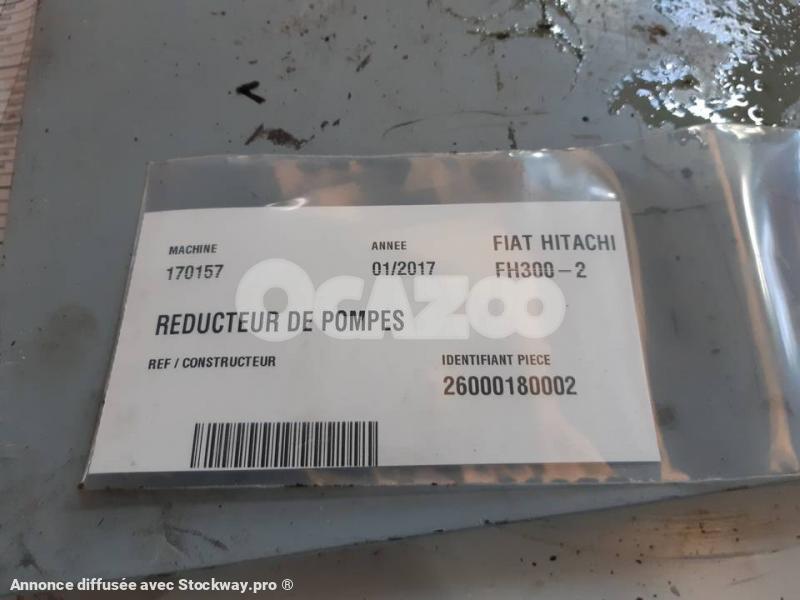 MACHINE ANNEE FIAT HITACHI
170157 01/2017 FH300-2
OCAZOO
REDUCTEUR DE POMPES
REF / CONSTRUCTEUR IDENTIFIANT PIECE
26000180002
Annonce diffusée avec Stockway.pro ®